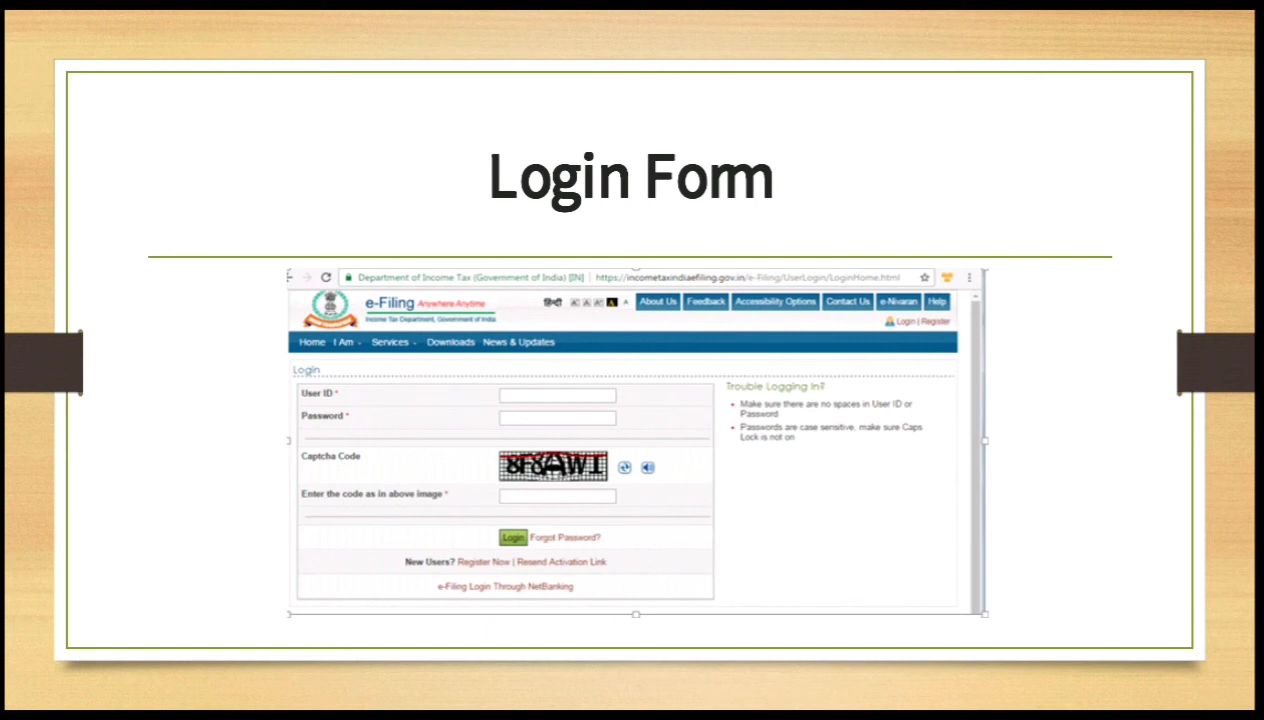 Login Form
Department of Income Tax (Government of India) [IN] | https://incometaxindiaefiling.gov.in/e-Filing/UserLogin/LoginHome.html
e-Filing Anywhere Anytime
Income Tax Department, Government of India
हिन्दी A A A A A About Us Feedback Accessibility Options Contact Us e-Nivaran Help
Login | Register
Home I Am Services Downloads News & Updates
Login
User ID *
Password *
Captcha Code
8F8AW1
Enter the code as in above image *
Login Forgot Password?
New Users? Register Now | Resend Activation Link
e-Filing Login Through NetBanking
Trouble Logging In?
• Make sure there are no spaces in User ID or
Password
• Passwords are case sensitive, make sure Caps
Lock is not on